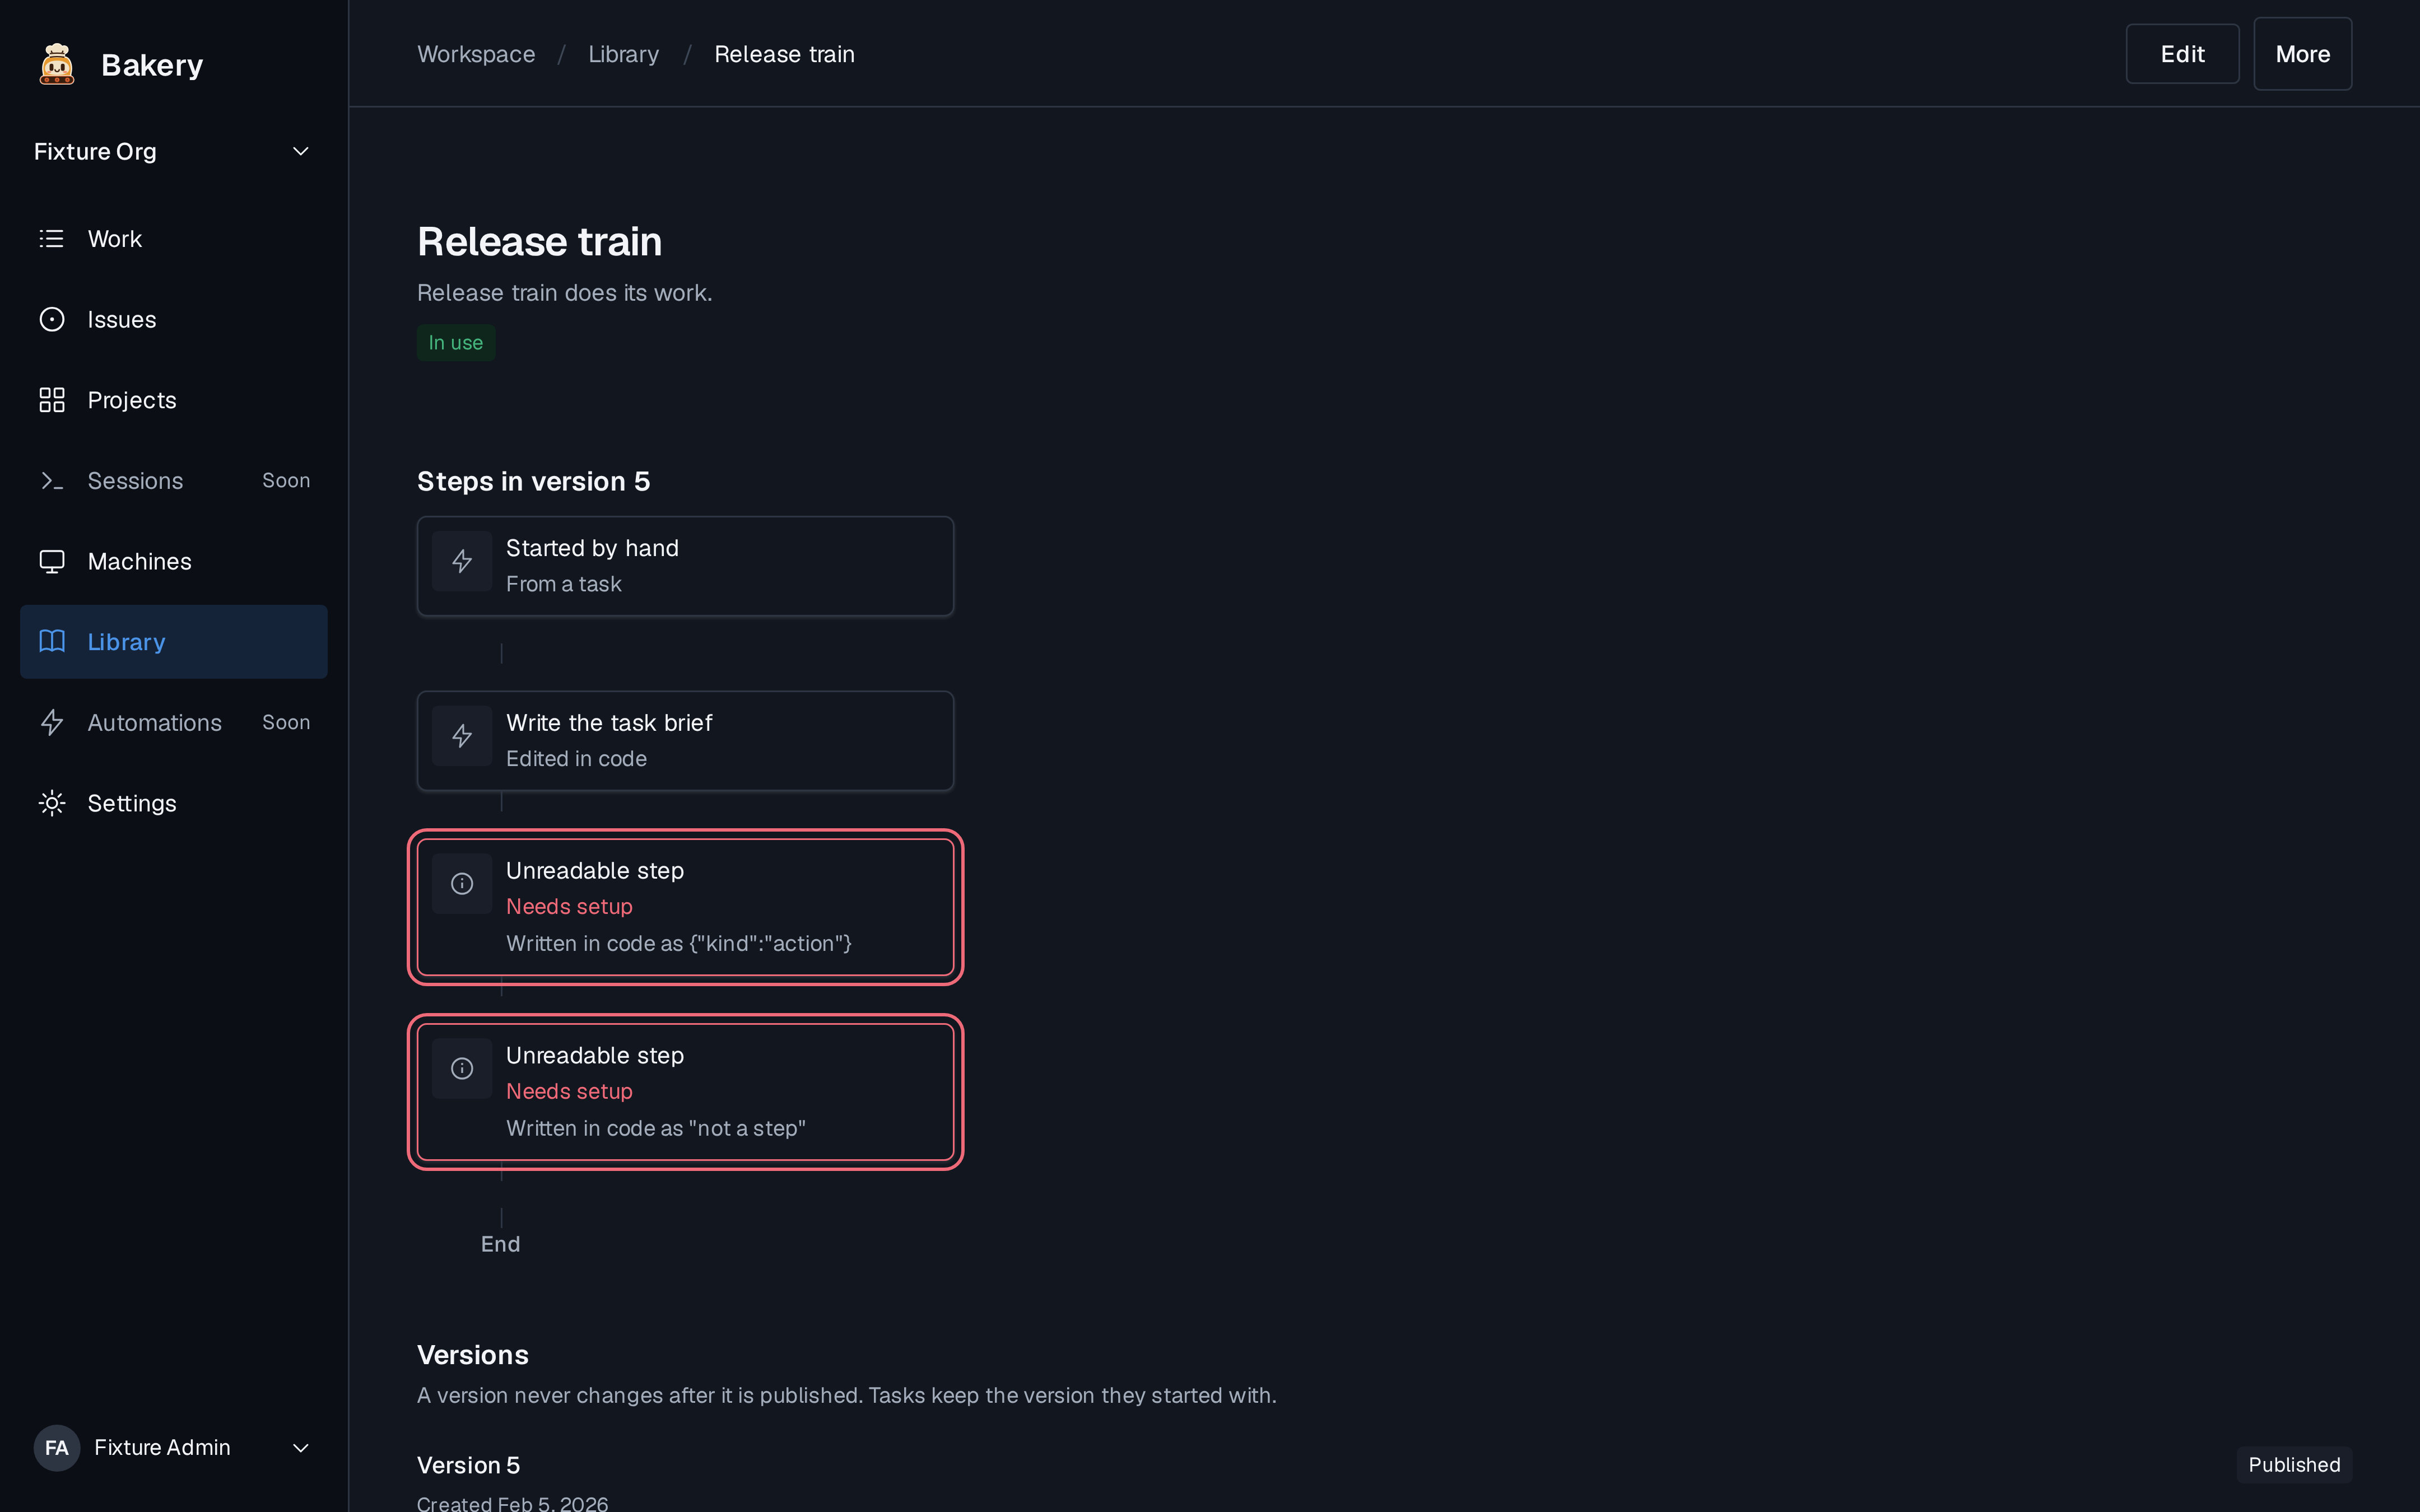 Bakery
Fixture Org
Work
Issues
Projects
Sessions Soon
Machines
Library
Automations Soon
Settings
FA Fixture Admin
Workspace / Library / Release train
Edit More
Release train
Release train does its work.
In use
Steps in version 5
Started by hand
From a task
Write the task brief
Edited in code
Unreadable step
Needs setup
Written in code as {"kind":"action"}
Unreadable step
Needs setup
Written in code as "not a step"
End
Versions
A version never changes after it is published. Tasks keep the version they started with.
Version 5 Published
Created Feb 5, 2026